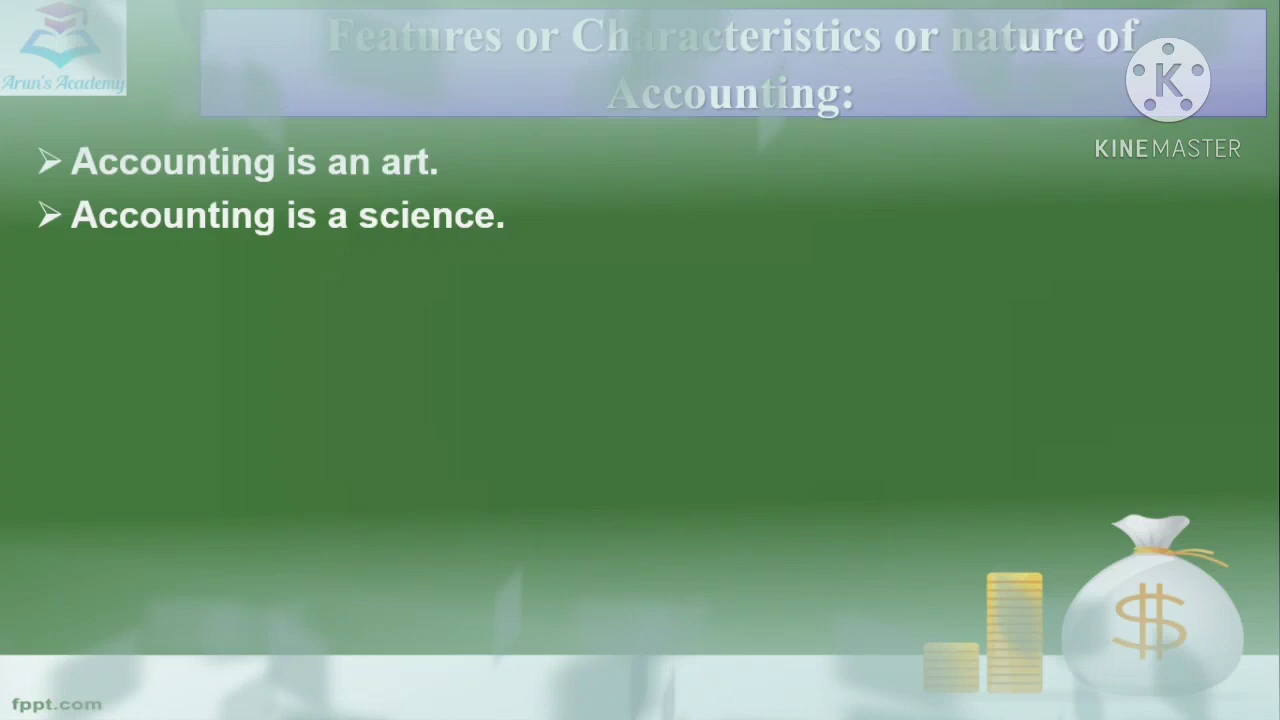 Arun's Academy
Features or Characteristics or nature of
Accounting:
K
KINEMASTER
➢ Accounting is an art.
➢ Accounting is a science.
$
fppt.com